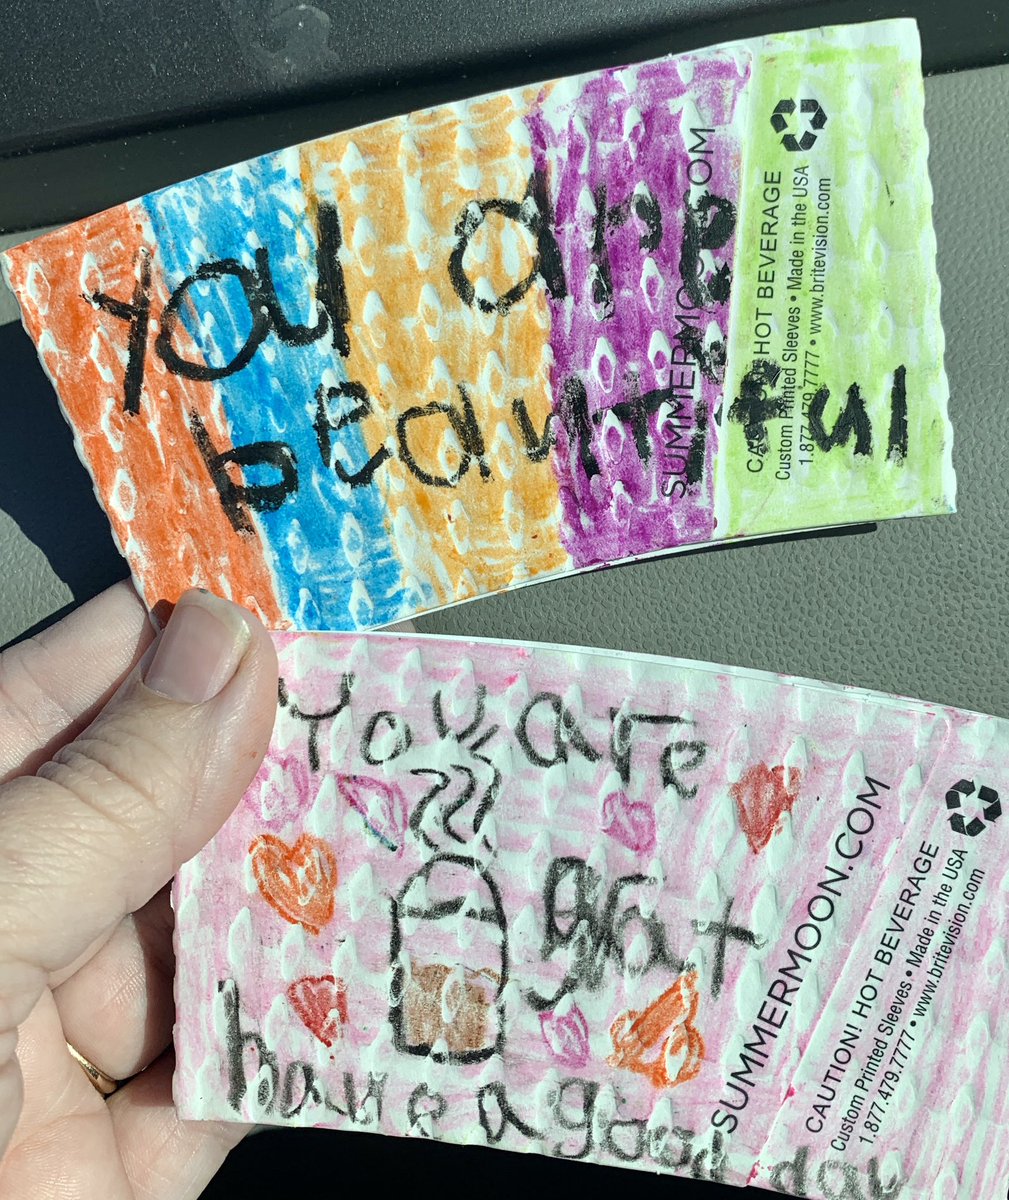 You are
beautiful
SUMMERMOON.COM
CAUTION! HOT BEVERAGE
Custom Printed Sleeves • Made in the USA
1.877.479.7777 • www.britevision.com
You are
great
have a good day
SUMMERMOON.COM
CAUTION! HOT BEVERAGE
Custom Printed Sleeves • Made in the USA
1.877.479.7777 • www.britevision.com